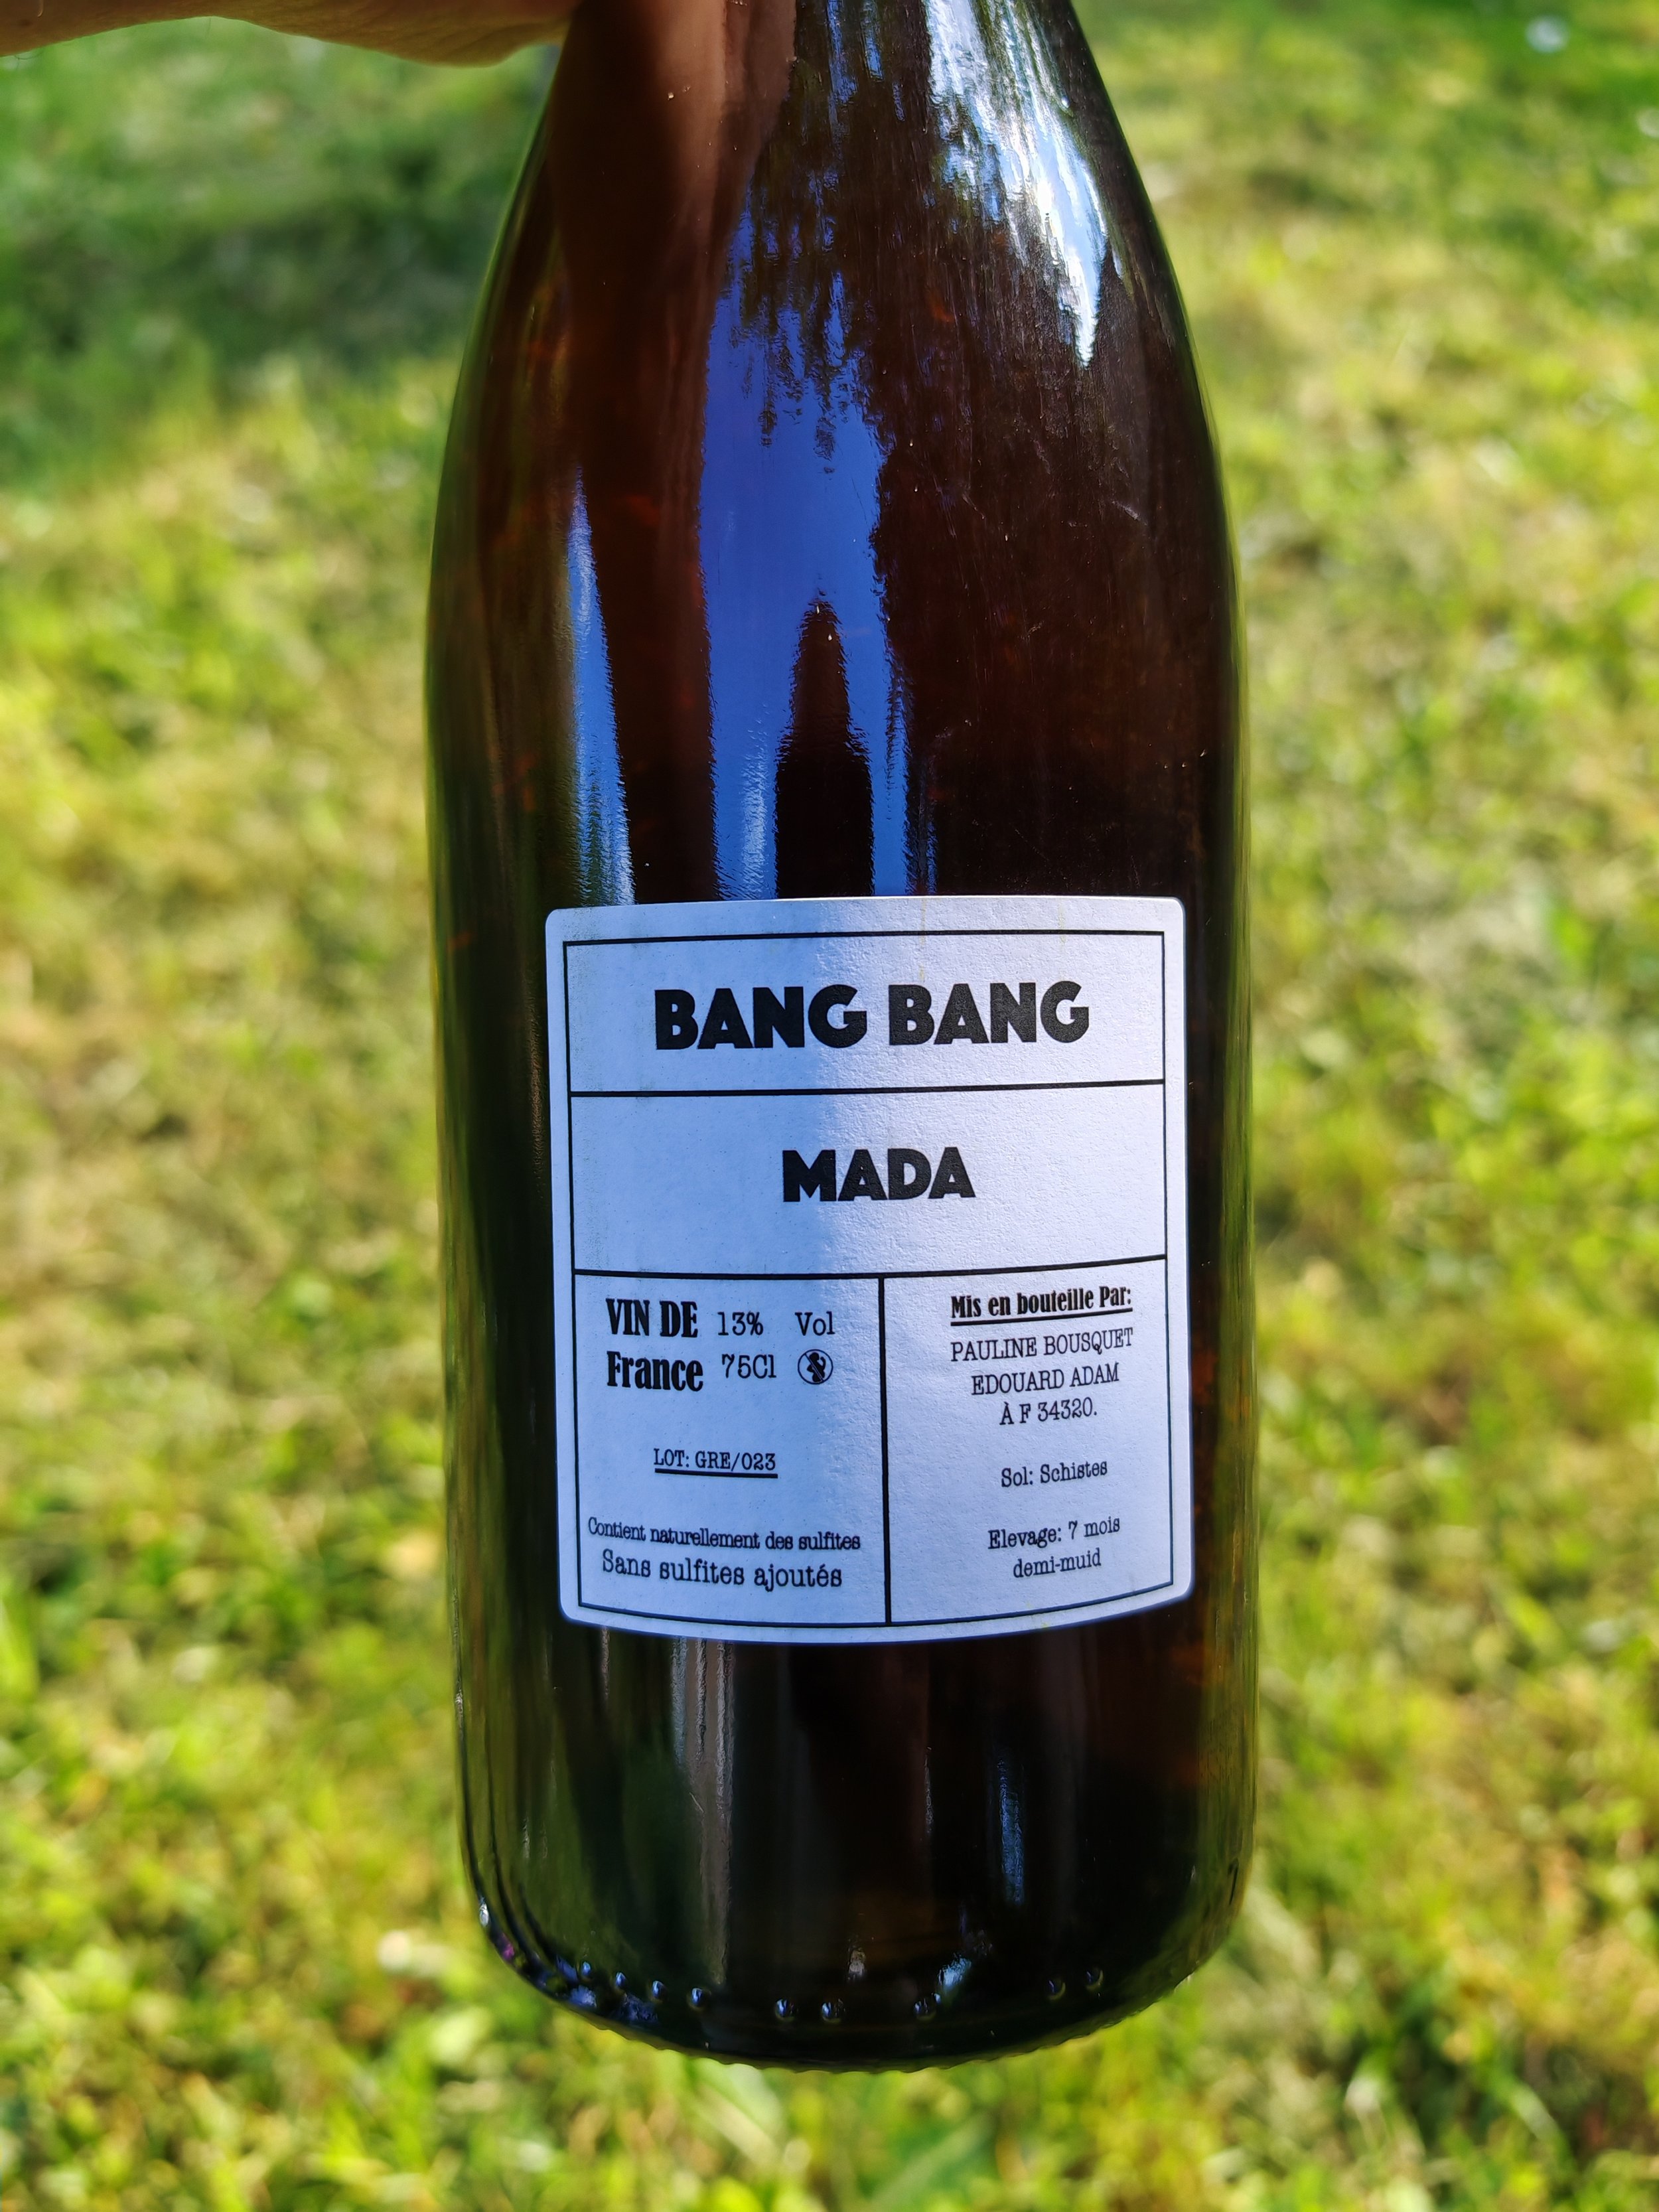 BANG BANG
MADA
VIN DE 13% Vol
France 75Cl
LOT: GRE/023
Contient naturellement des sulfites
Sans sulfites ajoutés
Mis en bouteille Par:
PAULINE BOUSQUET
EDOUARD ADAM
À F 34320.
Sol: Schistes
Elevage: 7 mois
demi-muid